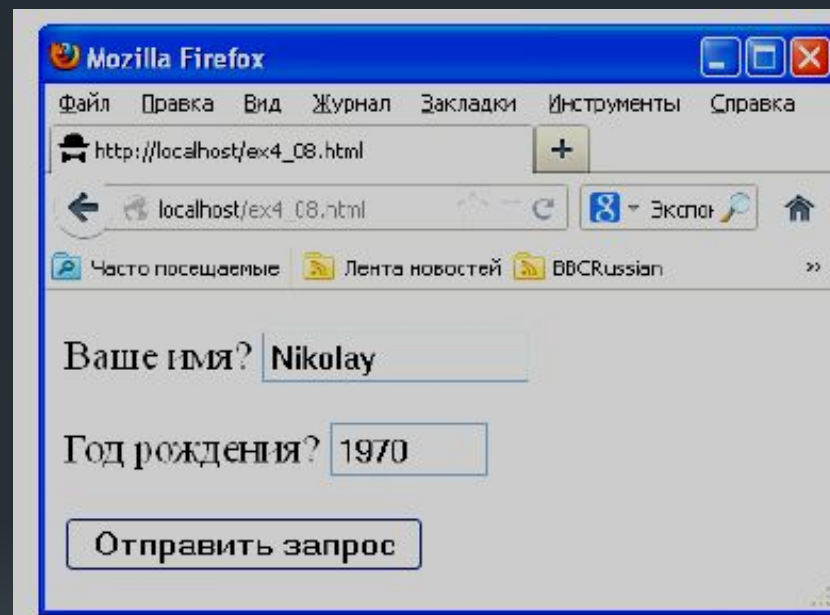 Mozilla Firefox
Файл Правка Вид Журнал Закладки Инструменты Справка
http://localhost/ex4_08.html
localhost/ex4_08.html
Часто посещаемые Лента новостей BBCRussian »
Ваше имя? Nikolay
Год рождения? 1970
Отправить запрос